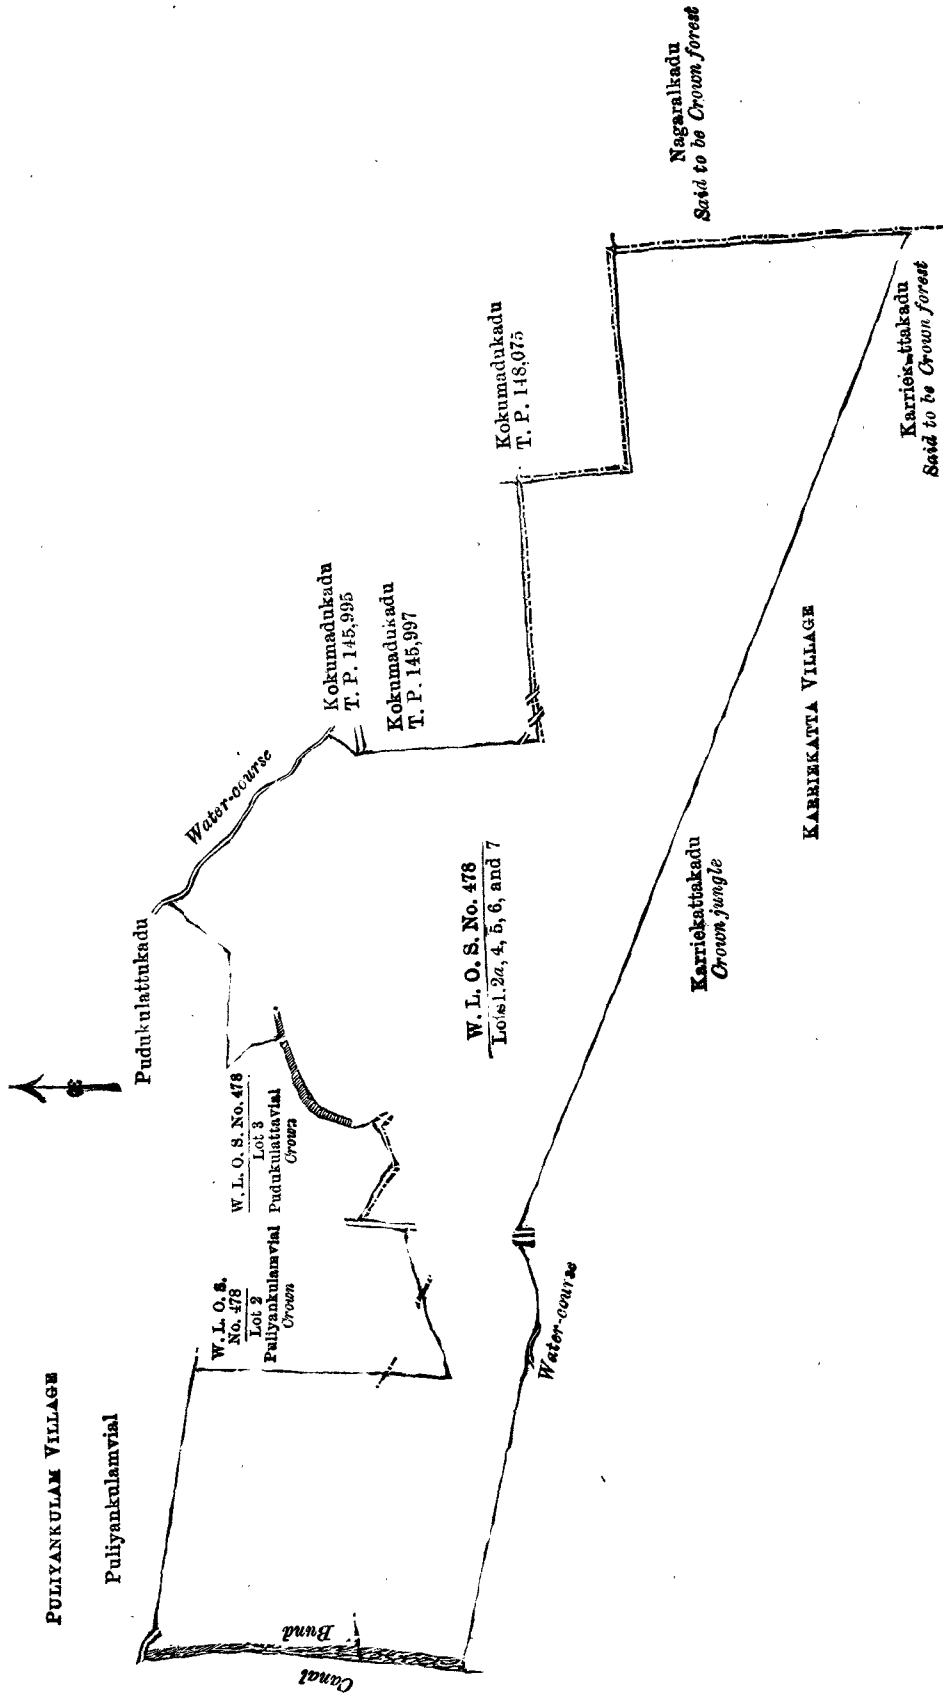 PULIYANKULAM VILLAGE
Puliyankulamvial
Canal
Bund
W. L. O. S.
No. 478
Lot 2
Puliyankulamvial
Crown
W. L. O. S. No. 478
Lot 3
Pudukulattavial
Crown
Pudukulattukadu
Water-course
Kokumadukadu
T. P. 145,995
Kokumadukadu
T. P. 145,997
Kokumadukadu
T. P. 148,075
Nagaralkadu
Said to be Crown forest
W. L. O. S. No. 478
Lots 1, 2a, 4, 5, 6, and 7
Water-course
Karriekattakadu
Crown jungle
KARRIEKATTA VILLAGE
Karriekattakadu
Said to be Crown forest